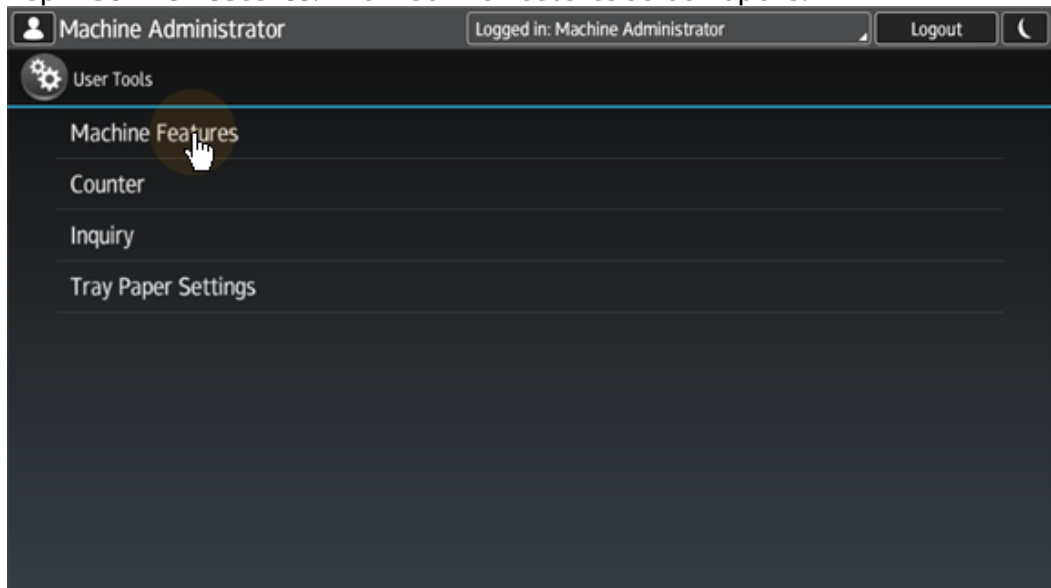 Machine Administrator
Logged in: Machine Administrator
Logout
User Tools
Machine Features
Counter
Inquiry
Tray Paper Settings